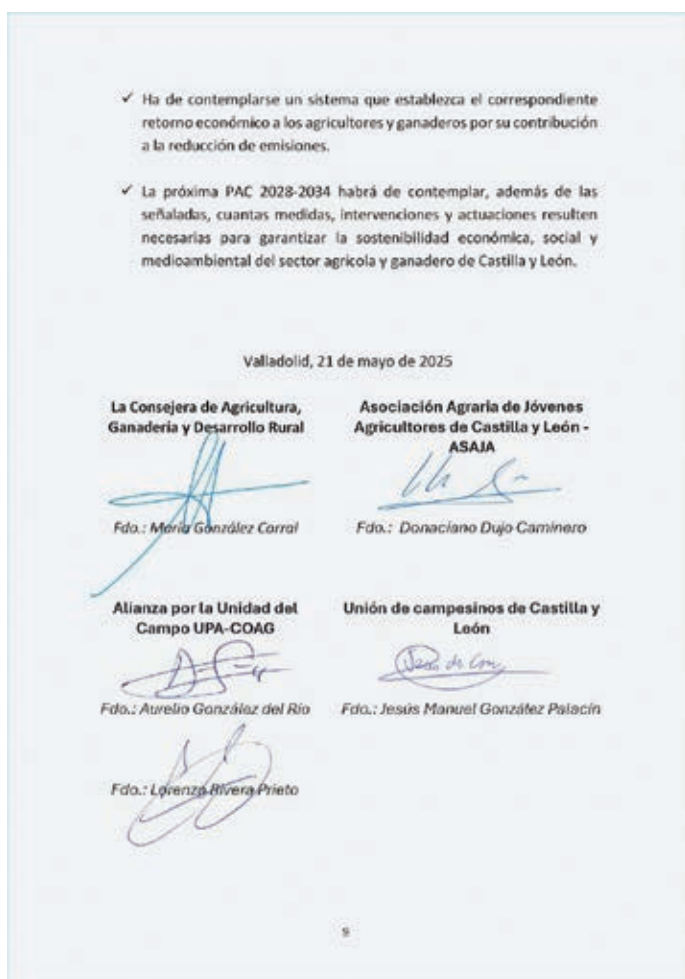 ✓ Ha de contemplarse un sistema que establezca el correspondiente
retorno económico a los agricultores y ganaderos por su contribución
a la reducción de emisiones.
✓ La próxima PAC 2028-2034 habrá de contemplar, además de las
señaladas, cuantas medidas, intervenciones y actuaciones resulten
necesarias para garantizar la sostenibilidad económica, social y
medioambiental del sector agrícola y ganadero de Castilla y León.
Valladolid, 21 de mayo de 2025
La Consejera de Agricultura,
Ganadería y Desarrollo Rural
Fdo.: María González Corral
Asociación Agraria de Jóvenes
Agricultores de Castilla y León -
ASAJA
Fdo.: Donaciano Dujo Caminero
Alianza por la Unidad del
Campo UPA-COAG
Fdo.: Aurelio González del Río
Unión de campesinos de Castilla y
León
Fdo.: Jesús Manuel González Palacín
Fdo.: Lorenzo Rivera Prieto